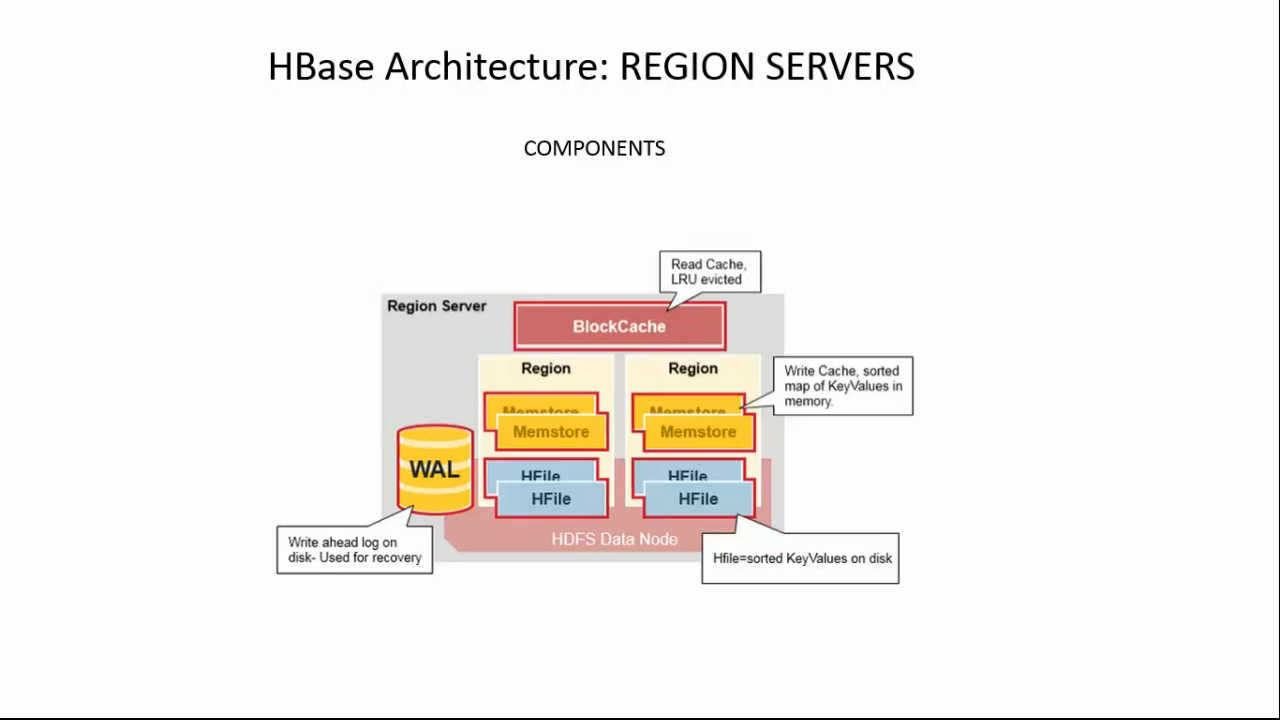 HBase Architecture: REGION SERVERS
COMPONENTS
Read Cache,
LRU evicted
Region Server
BlockCache
Region
Region
Write Cache, sorted
map of KeyValues in
memory.
Memstore
Memstore
Memstore
Memstore
WAL
HFile
HFile
HFile
HFile
HDFS Data Node
Write ahead log on
disk- Used for recovery
Hfile=sorted KeyValues on disk